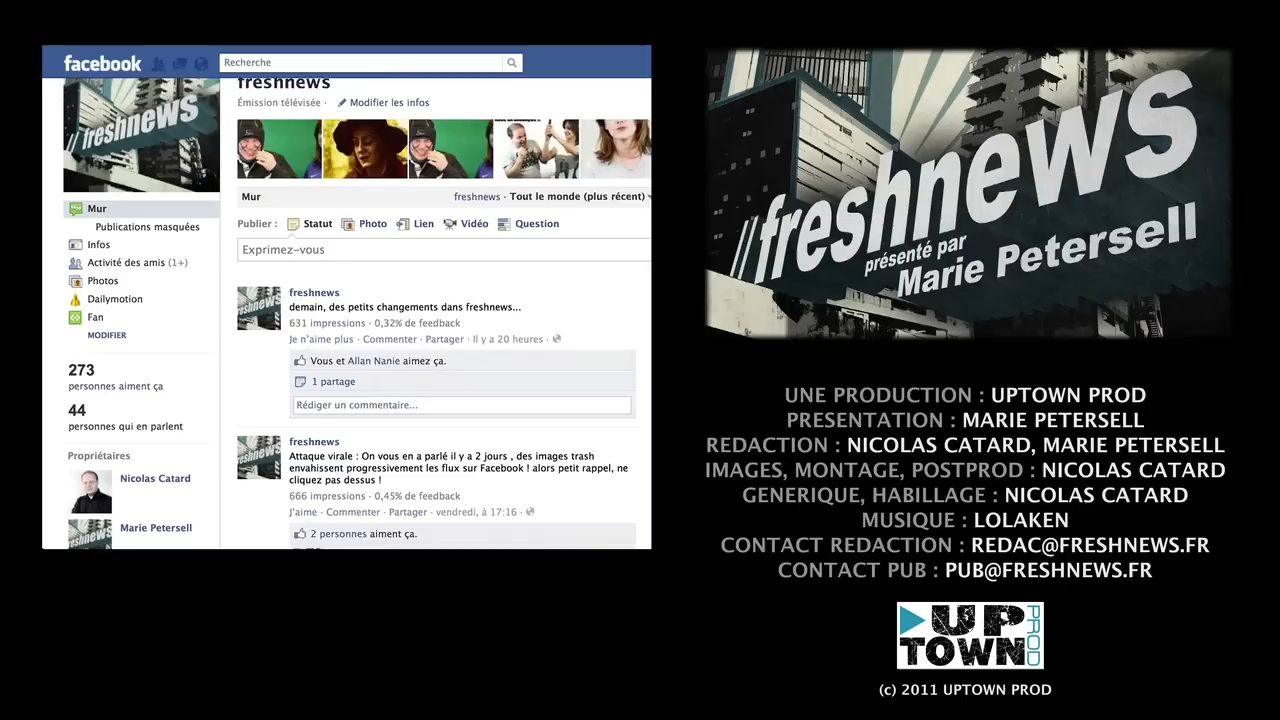 facebook
Recherche
freshnews
Émission télévisée · Modifier les infos
//freshnews
Mur
Publications masquées
Infos
Activité des amis (1+)
Photos
Dailymotion
Fan
MODIFIER
273
personnes aiment ça
44
personnes qui en parlent
Propriétaires
Nicolas Catard
Marie Petersell
Mur
freshnews · Tout le monde (plus récent)
Publier : Statut Photo Lien Vidéo Question
Exprimez-vous
freshnews
demain, des petits changements dans freshnews...
631 impressions · 0,32% de feedback
Je n'aime plus · Commenter · Partager · Il y a 20 heures ·
Vous et Allan Nanie aimez ça.
1 partage
Rédiger un commentaire...
freshnews
Attaque virale : On vous en a parlé il y a 2 jours , des images trash
envahissent progressivement les flux sur Facebook ! alors petit rappel, ne
cliquez pas dessus !
666 impressions · 0,45% de feedback
J'aime · Commenter · Partager · vendredi, à 17:16 ·
2 personnes aiment ça.
//freshnews
présenté par
Marie Petersell
UNE PRODUCTION : UPTOWN PROD
PRESENTATION : MARIE PETERSELL
REDACTION : NICOLAS CATARD, MARIE PETERSELL
IMAGES, MONTAGE, POSTPROD : NICOLAS CATARD
GENERIQUE, HABILLAGE : NICOLAS CATARD
MUSIQUE : LOLAKEN
CONTACT REDACTION : REDAC@FRESHNEWS.FR
CONTACT PUB : PUB@FRESHNEWS.FR
UP
TOWN
PROD
(c) 2011 UPTOWN PROD